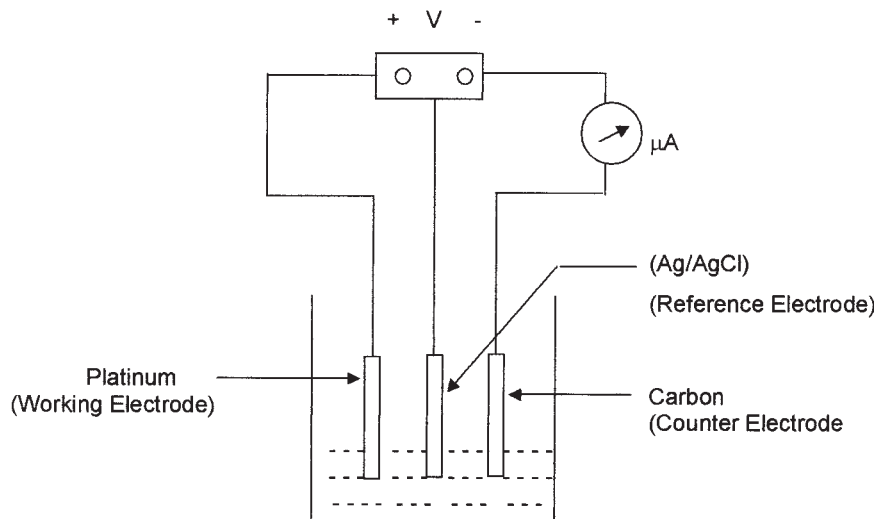 + V -
μA
(Ag/AgCl)
(Reference Electrode)
Platinum
(Working Electrode)
Carbon
(Counter Electrode